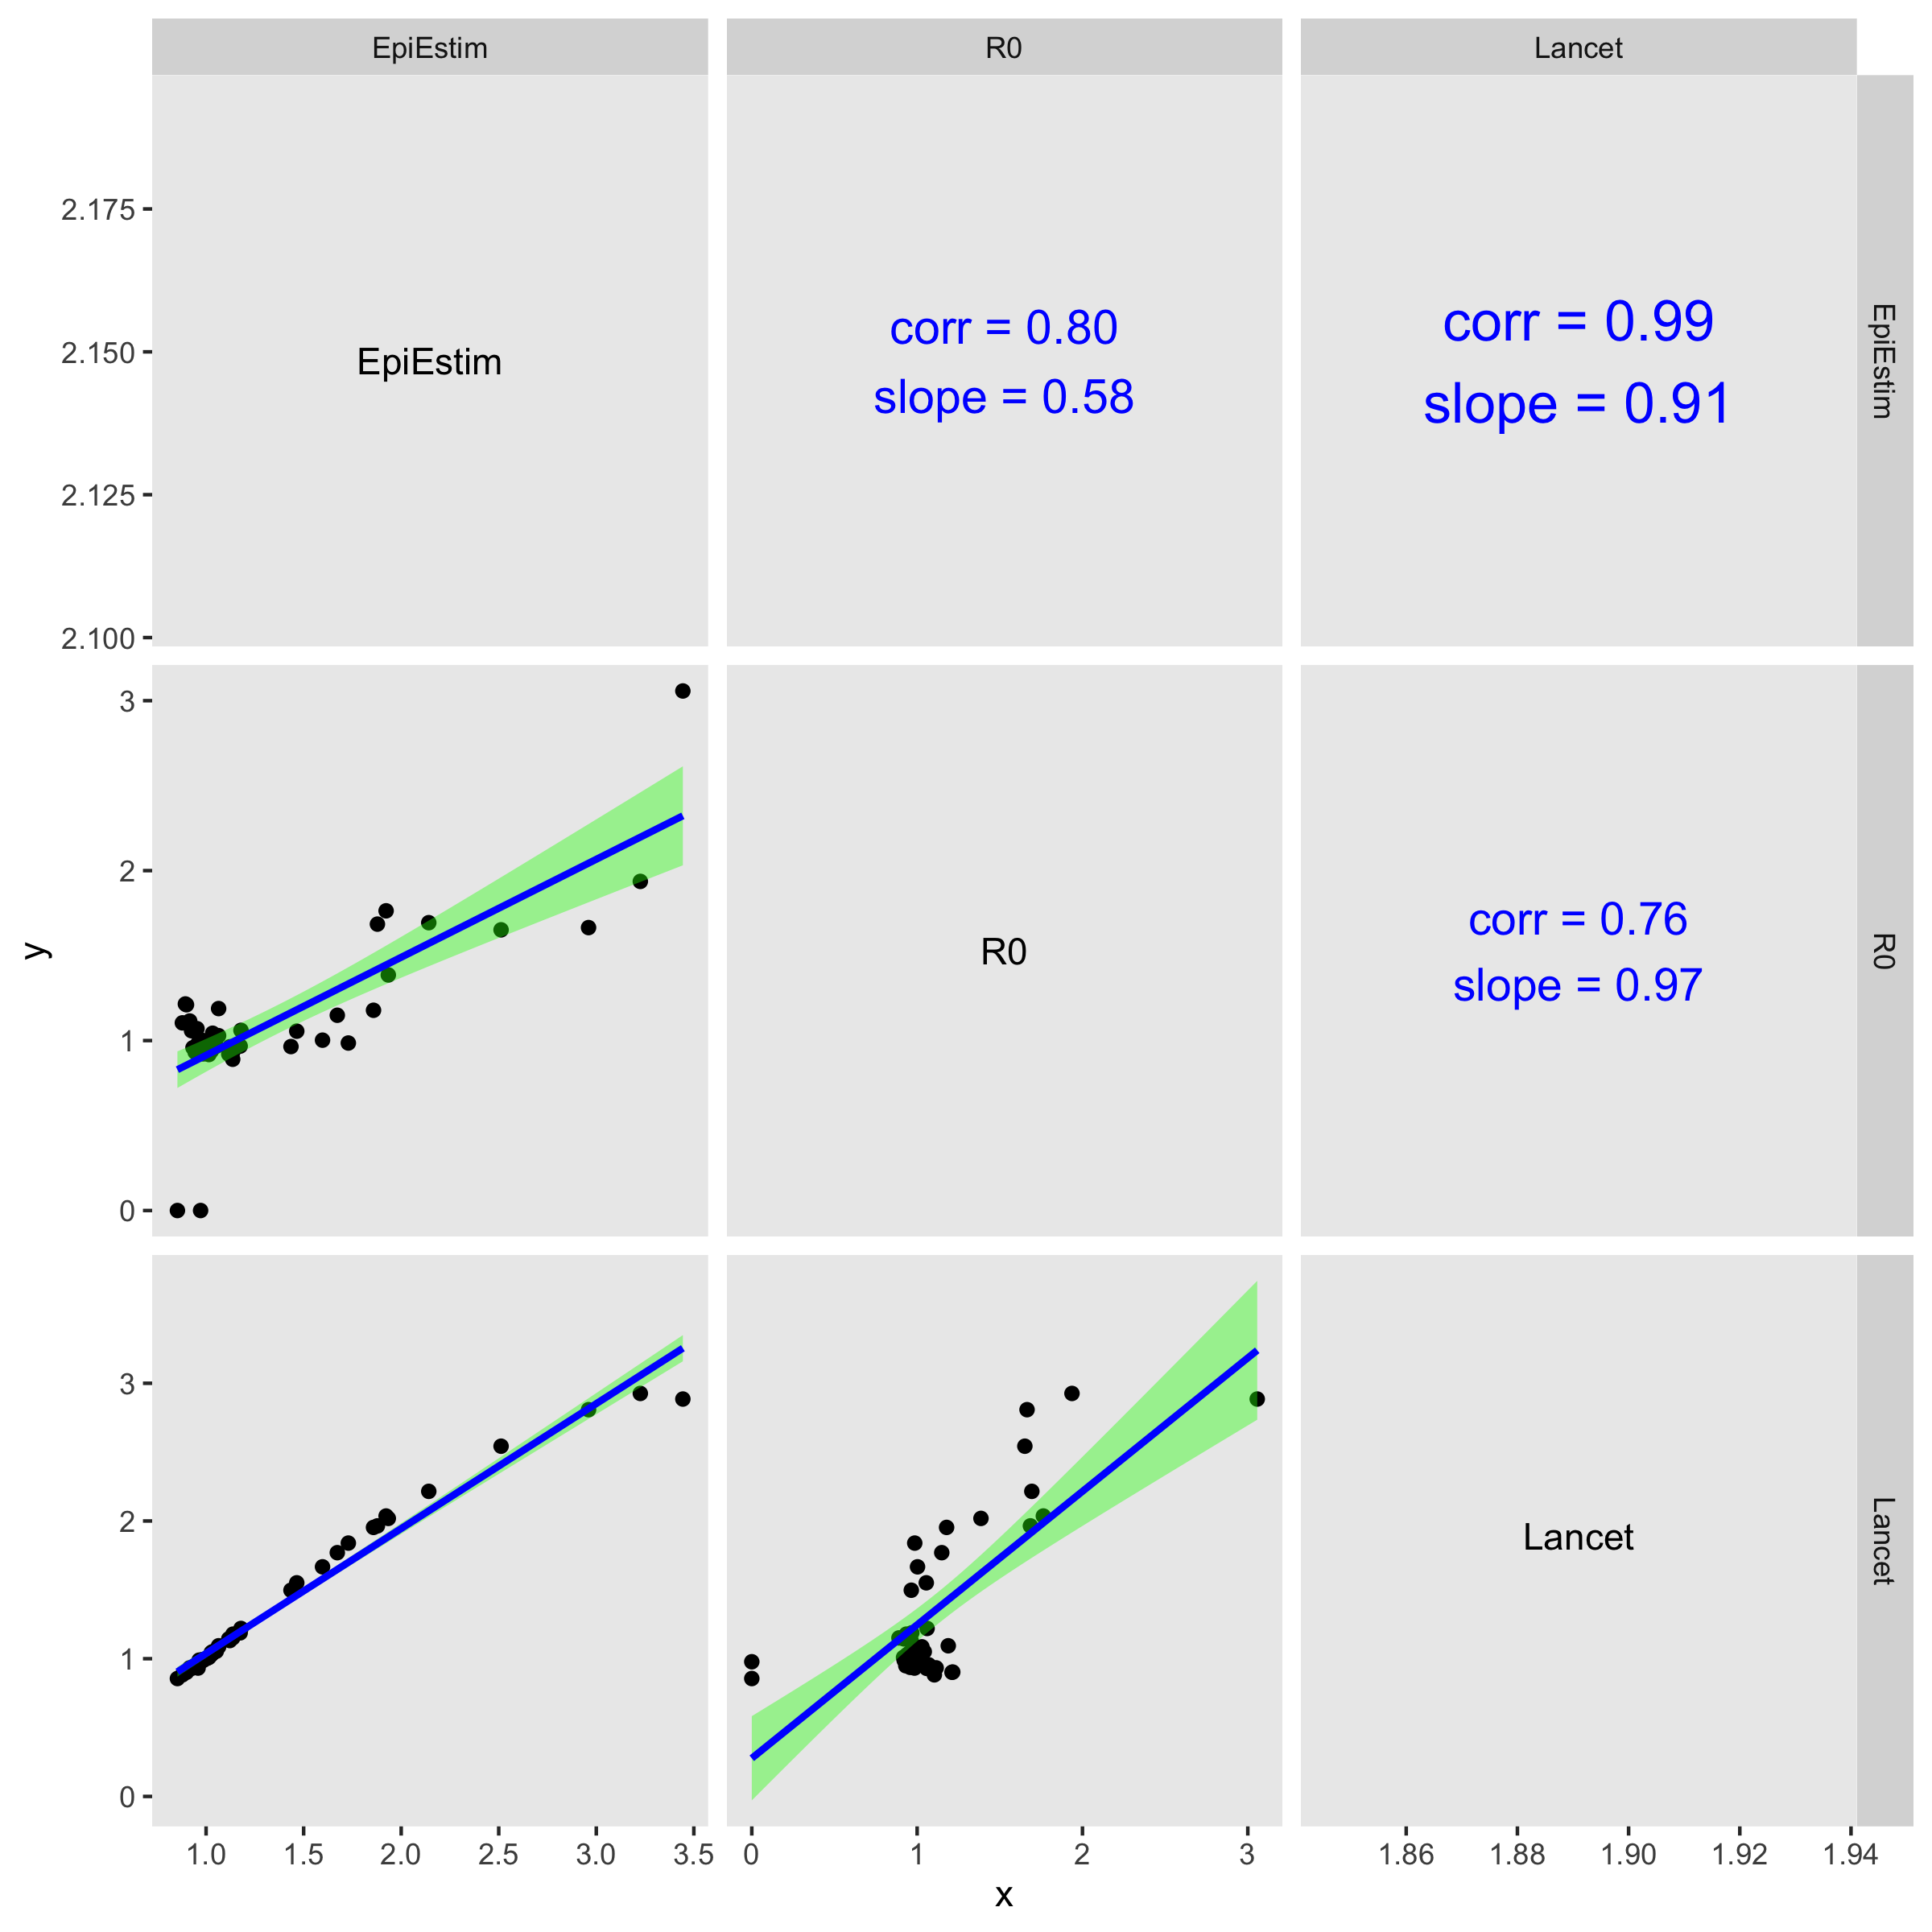 EpiEstim R0 Lancet
2.175
2.150
2.125
2.100
EpiEstim
corr = 0.80
slope = 0.58
corr = 0.99
slope = 0.91
EpiEstim
y
3
2
1
0
R0
corr = 0.76
slope = 0.97
R0
3
2
1
0
Lancet
Lancet
1.0 1.5 2.0 2.5 3.0 3.5 0 1 2 3 1.86 1.88 1.90 1.92 1.94
x